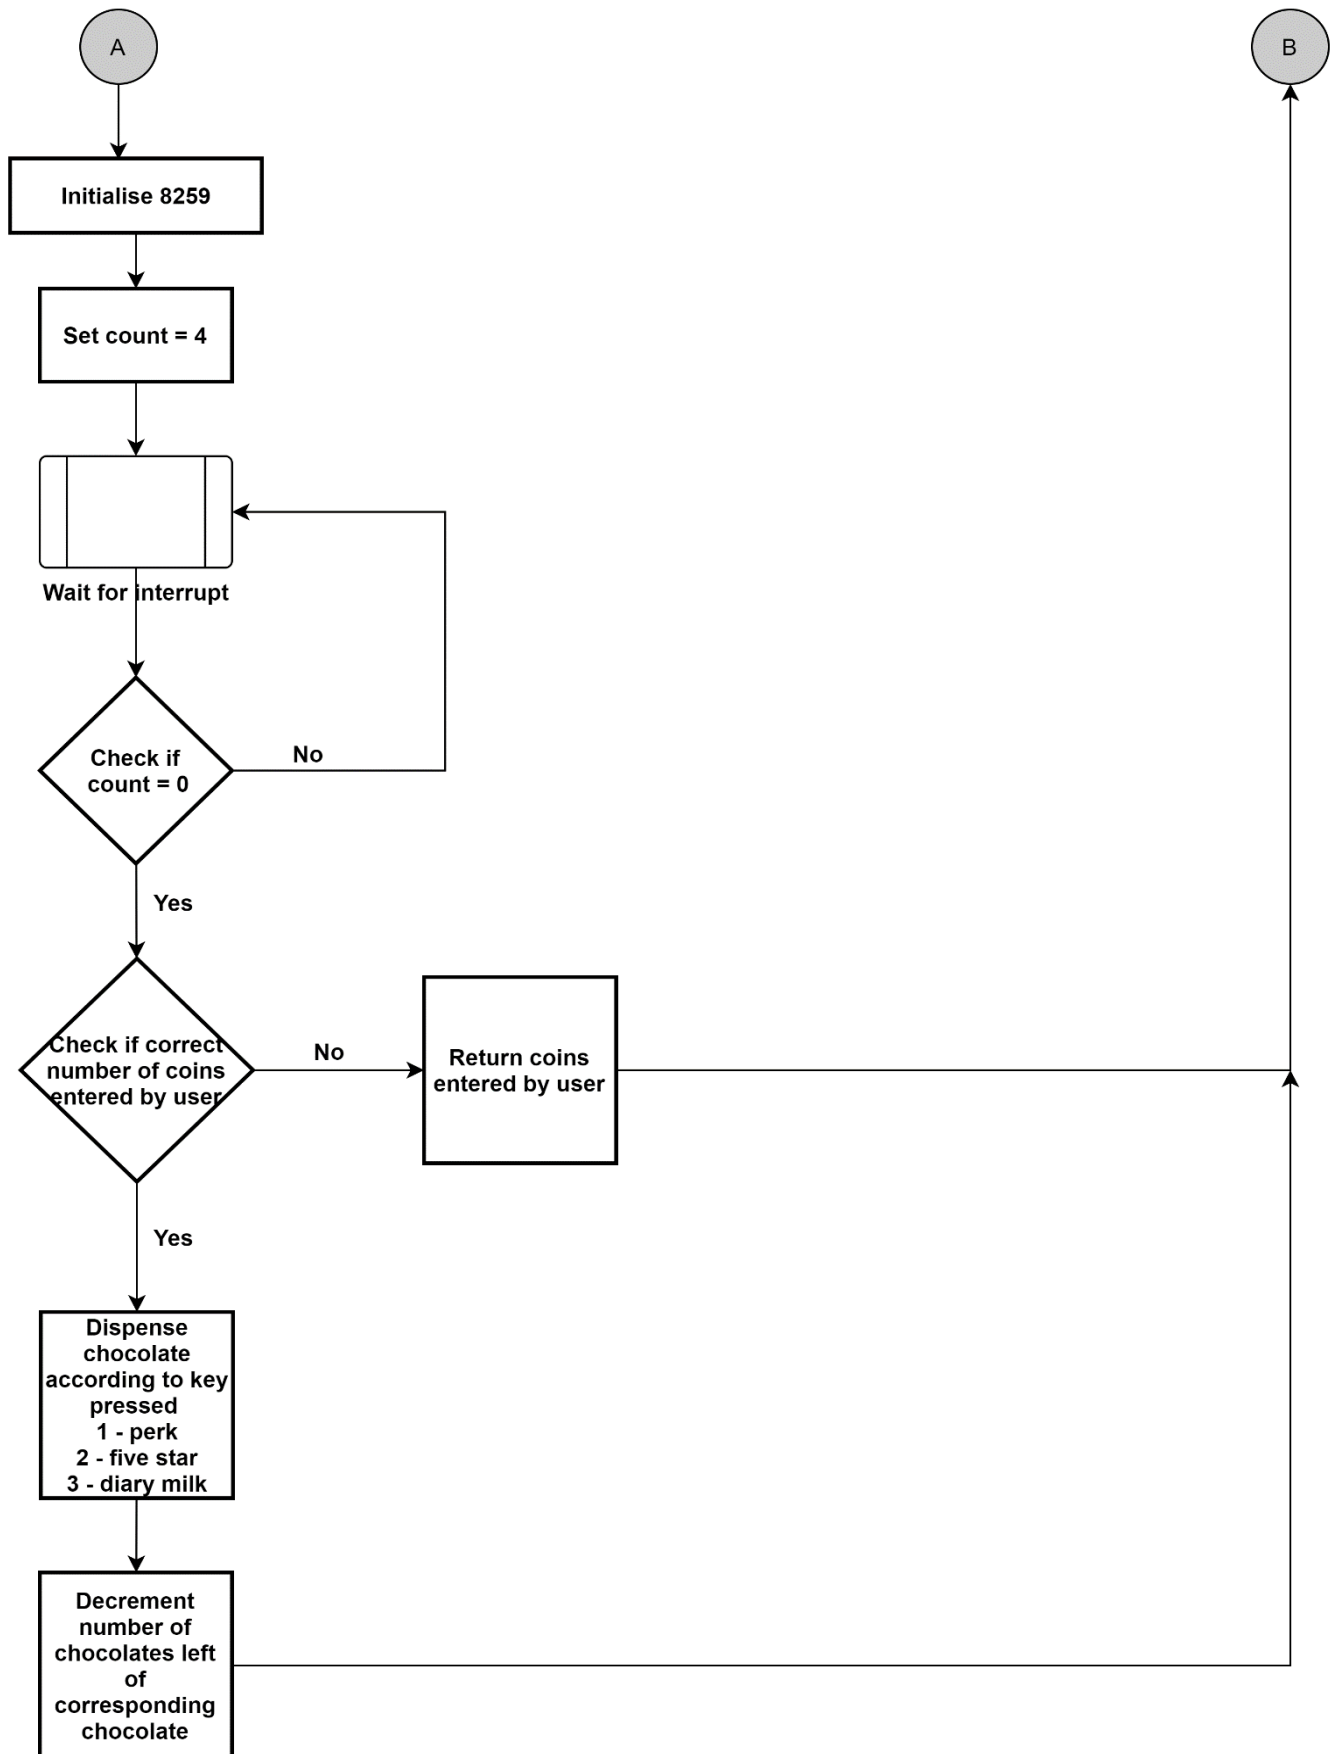 A
B
Initialise 8259
Set count = 4
Wait for interrupt
Check if
count = 0
No
Yes
Check if correct
number of coins
entered by user
No
Return coins
entered by user
Yes
Dispense
chocolate
according to key
pressed
1 - perk
2 - five star
3 - diary milk
Decrement
number of
chocolates left
of
corresponding
chocolate